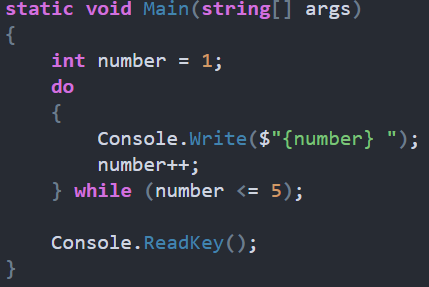 static void Main(string[] args)
{
    int number = 1;
    do
    {
        Console.Write($"{number} ");
        number++;
    } while (number <= 5);

    Console.ReadKey();
}